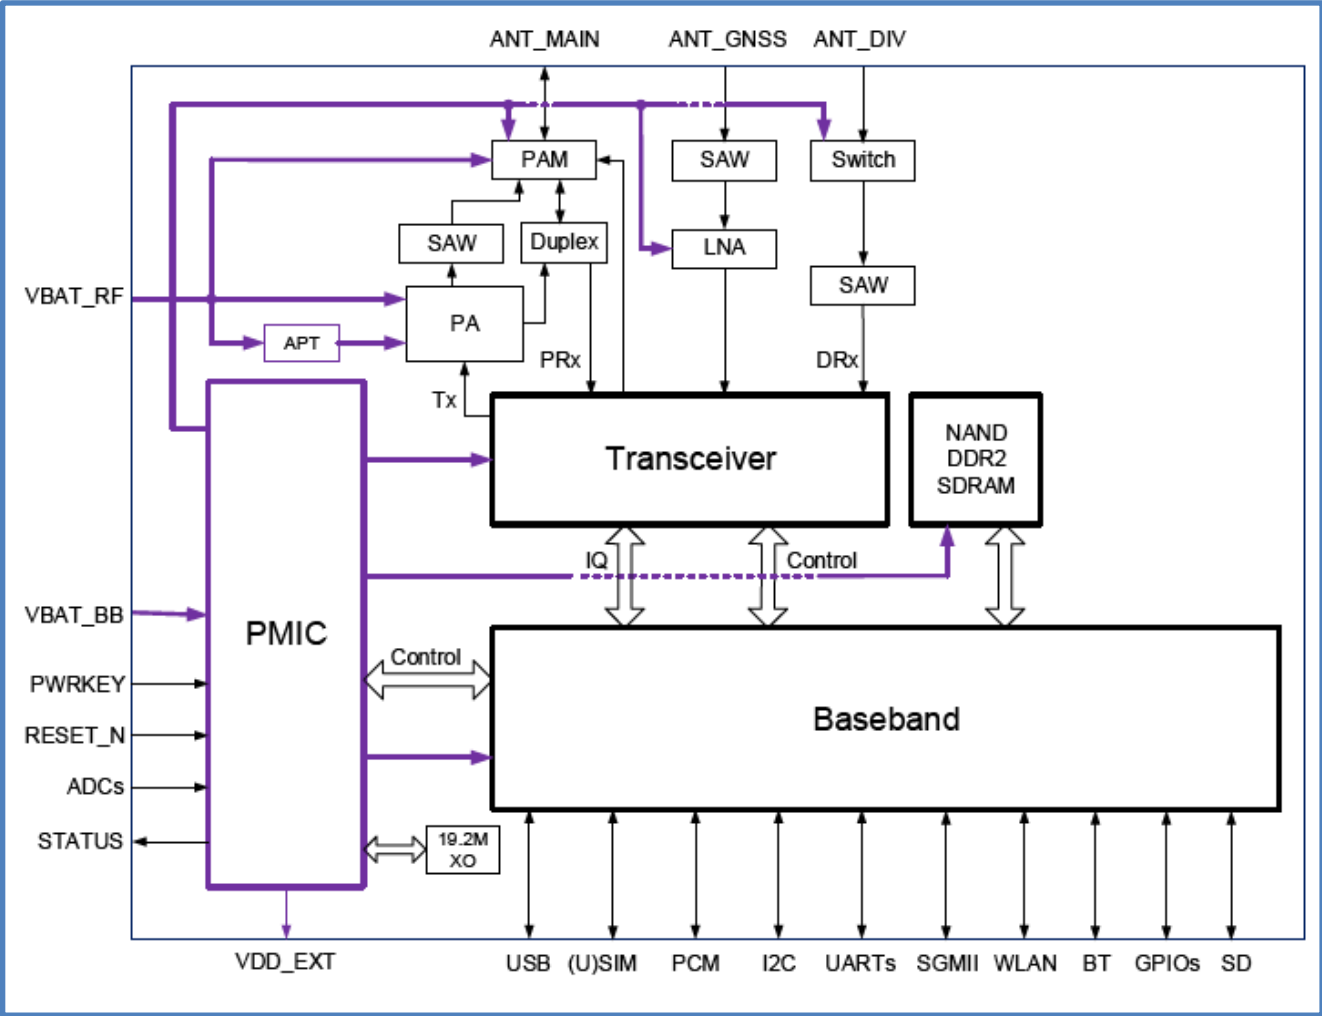 ANT_MAIN
ANT_GNSS
ANT_DIV
PAM
SAW
Switch
SAW
Duplex
LNA
SAW
VBAT_RF
PA
APT
PRx
DRx
Tx
Transceiver
NAND
DDR2
SDRAM
IQ
Control
VBAT_BB
PMIC
Control
PWRKEY
Baseband
RESET_N
ADCs
STATUS
19.2M
XO
VDD_EXT
USB
(U)SIM
PCM
I2C
UARTs
SGMII
WLAN
BT
GPIOs
SD